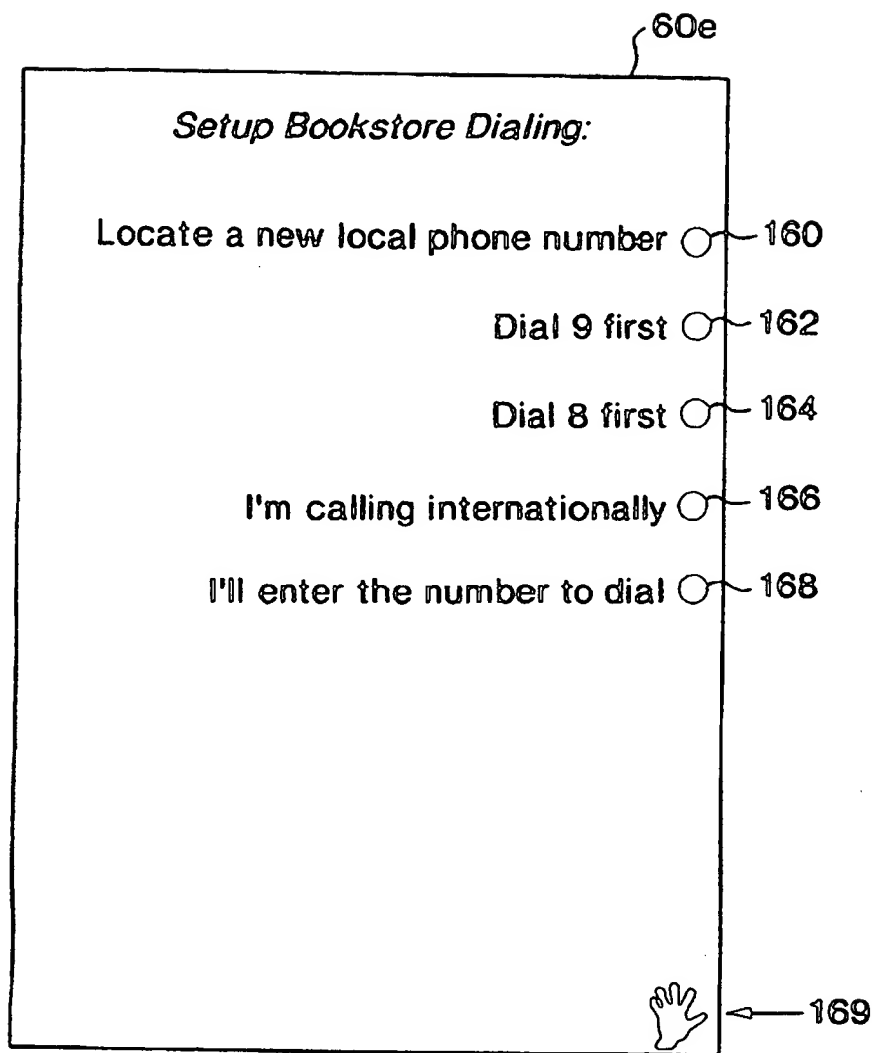 60e
Setup Bookstore Dialing:
Locate a new local phone number 160
Dial 9 first 162
Dial 8 first 164
I'm calling internationally 166
I'll enter the number to dial 168
169